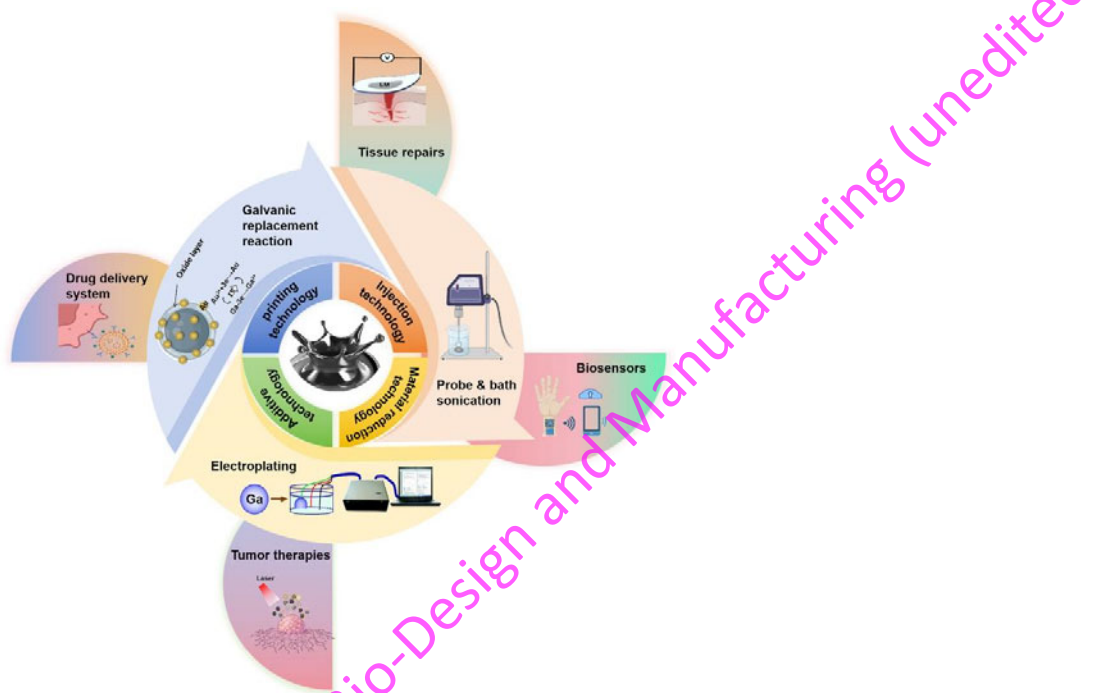 V
LM
Tissue repairs
Galvanic
replacement
reaction
Oxide layer
Drug delivery
system
printing
technology
Injection
technology
Additive
technology
Material reduction
technology
Probe & bath
sonication
Biosensors
Electroplating
Ga
Tumor therapies
Laser
Bio-Design and Manufacturing (unedited